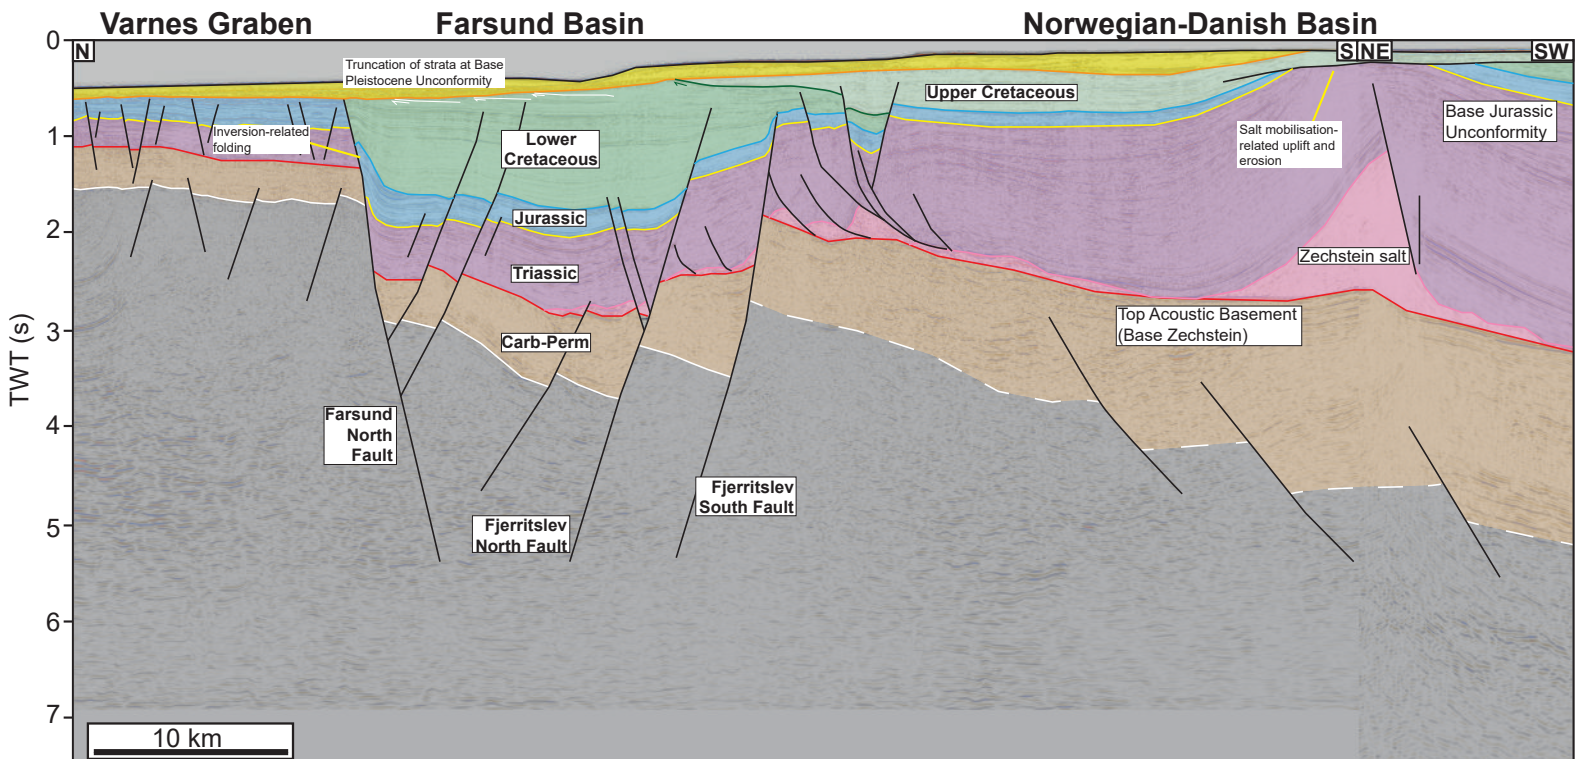 Varnes Graben
Farsund Basin
Norwegian-Danish Basin
0
1
2
3
4
5
6
7
TWT (s)
N
S
NE
SW
Truncation of strata at Base
Pleistocene Unconformity
Inversion-related
folding
Lower
Cretaceous
Upper Cretaceous
Base Jurassic
Unconformity
Salt mobilisation-
related uplift and
erosion
Jurassic
Triassic
Zechstein salt
Carb-Perm
Top Acoustic Basement
(Base Zechstein)
Farsund
North
Fault
Fjerritslev
South Fault
Fjerritslev
North Fault
10 km